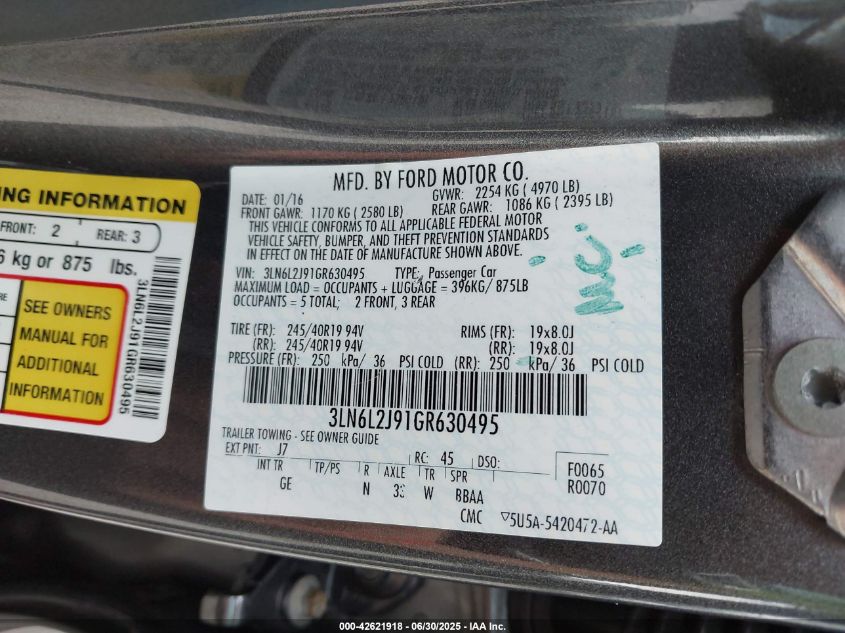 NG INFORMATION
FRONT: 2 REAR: 3
6 kg or 875 lbs.
SEE OWNERS
MANUAL FOR
ADDITIONAL
INFORMATION
3LN6L2J91GR630495
MFD. BY FORD MOTOR CO.
DATE: 01/16 GVWR: 2254 KG ( 4970 LB)
FRONT GAWR: 1170 KG ( 2580 LB) REAR GAWR: 1086 KG ( 2395 LB)
THIS VEHICLE CONFORMS TO ALL APPLICABLE FEDERAL MOTOR
VEHICLE SAFETY, BUMPER, AND THEFT PREVENTION STANDARDS
IN EFFECT ON THE DATE OF MANUFACTURE SHOWN ABOVE.
VIN: 3LN6L2J91GR630495 TYPE: Passenger Car
MAXIMUM LOAD = OCCUPANTS + LUGGAGE = 396KG/ 875LB
OCCUPANTS = 5 TOTAL; 2 FRONT, 3 REAR
TIRE (FR): 245/40R19 94V RIMS (FR): 19x8.0J
(RR): 245/40R19 94V (RR): 19x8.0J
PRESSURE (FR): 250 kPa/ 36 PSI COLD (RR): 250 kPa/ 36 PSI COLD
3LN6L2J91GR630495
TRAILER TOWING - SEE OWNER GUIDE
EXT PNT: J7 RC: 45 DSO: F0065
INT TR TP/PS R AXLE TR SPR R0070
GE N 33 W BBAA
CMC ▽5U5A-5420472-AA
000-42621918 - 06/30/2025 - IAA Inc.